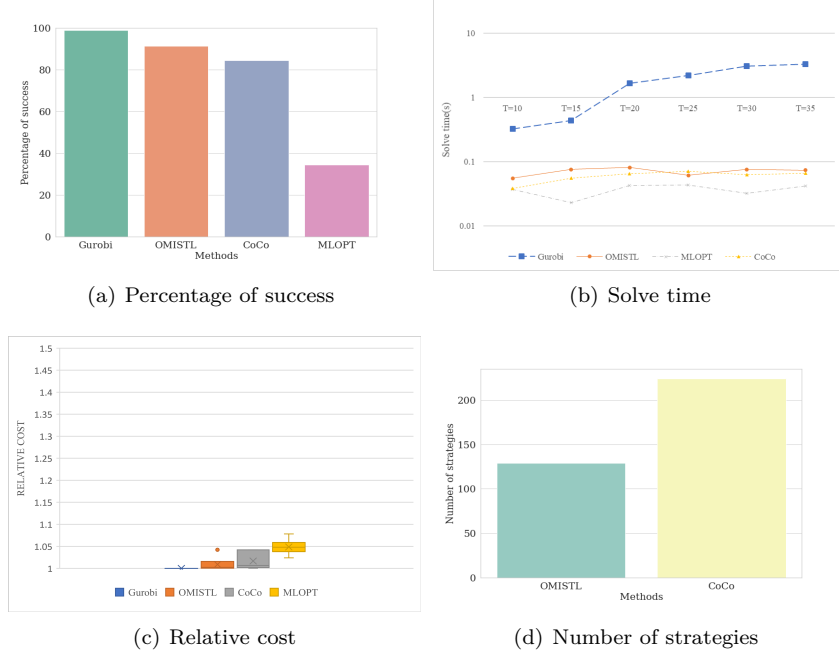 100
80
60
40
20
0
Percentage of success
Gurobi OMISTL CoCo MLOPT
Methods
(a) Percentage of success
10
1
0.1
0.01
Solve time(s)
T=10 T=15 T=20 T=25 T=30 T=35
Gurobi OMISTL MLOPT CoCo
(b) Solve time
1.5
1.45
1.4
1.35
1.3
1.25
1.2
1.15
1.1
1.05
1
RELATIVE COST
Gurobi OMISTL CoCo MLOPT
(c) Relative cost
200
150
100
50
0
Number of strategies
OMISTL CoCo
Methods
(d) Number of strategies